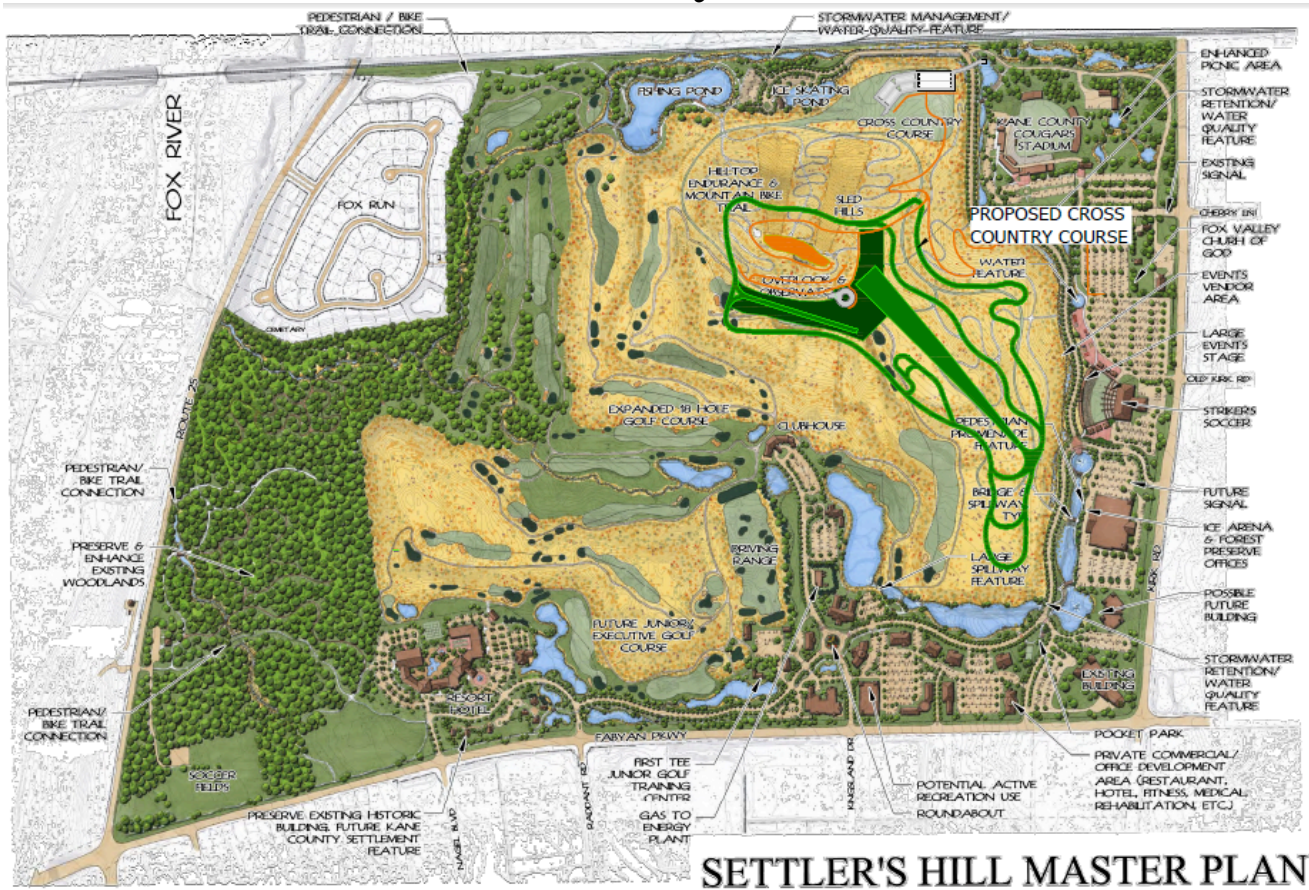 PEDESTRIAN / BIKE
TRAIL CONNECTION
STORMWATER MANAGEMENT/
WATER QUALITY FEATURE
ENHANCED
PICNIC AREA
STORMWATER
RETENTION/
WATER
QUALITY
FEATURE
EXISTING
SIGNAL
CHERRY LN
FOX VALLEY
CHURH OF
GOD
EVENTS
VENDOR
AREA
LARGE
EVENTS
STAGE
OLD KIRK RD
STRIKERS
SOCCER
FUTURE
SIGNAL
ICE ARENA
& FOREST
PRESERVE
OFFICES
KIRK RD
POSSIBLE
FUTURE
BUILDING
STORMWATER
RETENTION/
WATER
QUALITY
FEATURE
POCKET PARK
PRIVATE COMMERCIAL/
OFFICE DEVELOPMENT
AREA (RESTAURANT,
HOTEL, FITNESS, MEDICAL
REHABILITATION, ETC.)
FOX RIVER
FOX RUN
CEMETARY
ROUTE 25
FISHING POND
ICE SKATING
POND
CROSS COUNTRY
COURSE
KANE COUNTY
COUGARS
STADIUM
HILLTOP
ENDURANCE &
MOUNTAIN BIKE
TRAIL
SLED
HILLS
PROPOSED CROSS
COUNTRY COURSE
WATER
FEATURE
OVERLOOK &
EXPANDED 18 HOLE
GOLF COURSE
CLUBHOUSE
PEDESTRIAN
PROMENADE
FEATURE
BRIDGE &
SPILLWAY
TYP
LARGE
SPILLWAY
FEATURE
DRIVING
RANGE
FUTURE JUNIOR/
EXECUTIVE GOLF
COURSE
RESORT
HOTEL
EXISTING
BUILDING
PEDESTRIAN/
BIKE TRAIL
CONNECTION
PRESERVE &
ENHANCE
EXISTING
WOODLANDS
PEDESTRIAN/
BIKE TRAIL
CONNECTION
SOCCER
FIELDS
PRESERVE EXISTING HISTORIC
BUILDING, FUTURE KANE
COUNTY SETTLEMENT
FEATURE
NAGEL BLVD
FABYAN PKWY
RADDANT RD
FIRST TEE
JUNIOR GOLF
TRAINING
CENTER
GAS TO
ENERGY
PLANT
KINGSLAND DR
POTENTIAL ACTIVE
RECREATION USE
ROUNDABOUT
SETTLER'S HILL MASTER PLAN